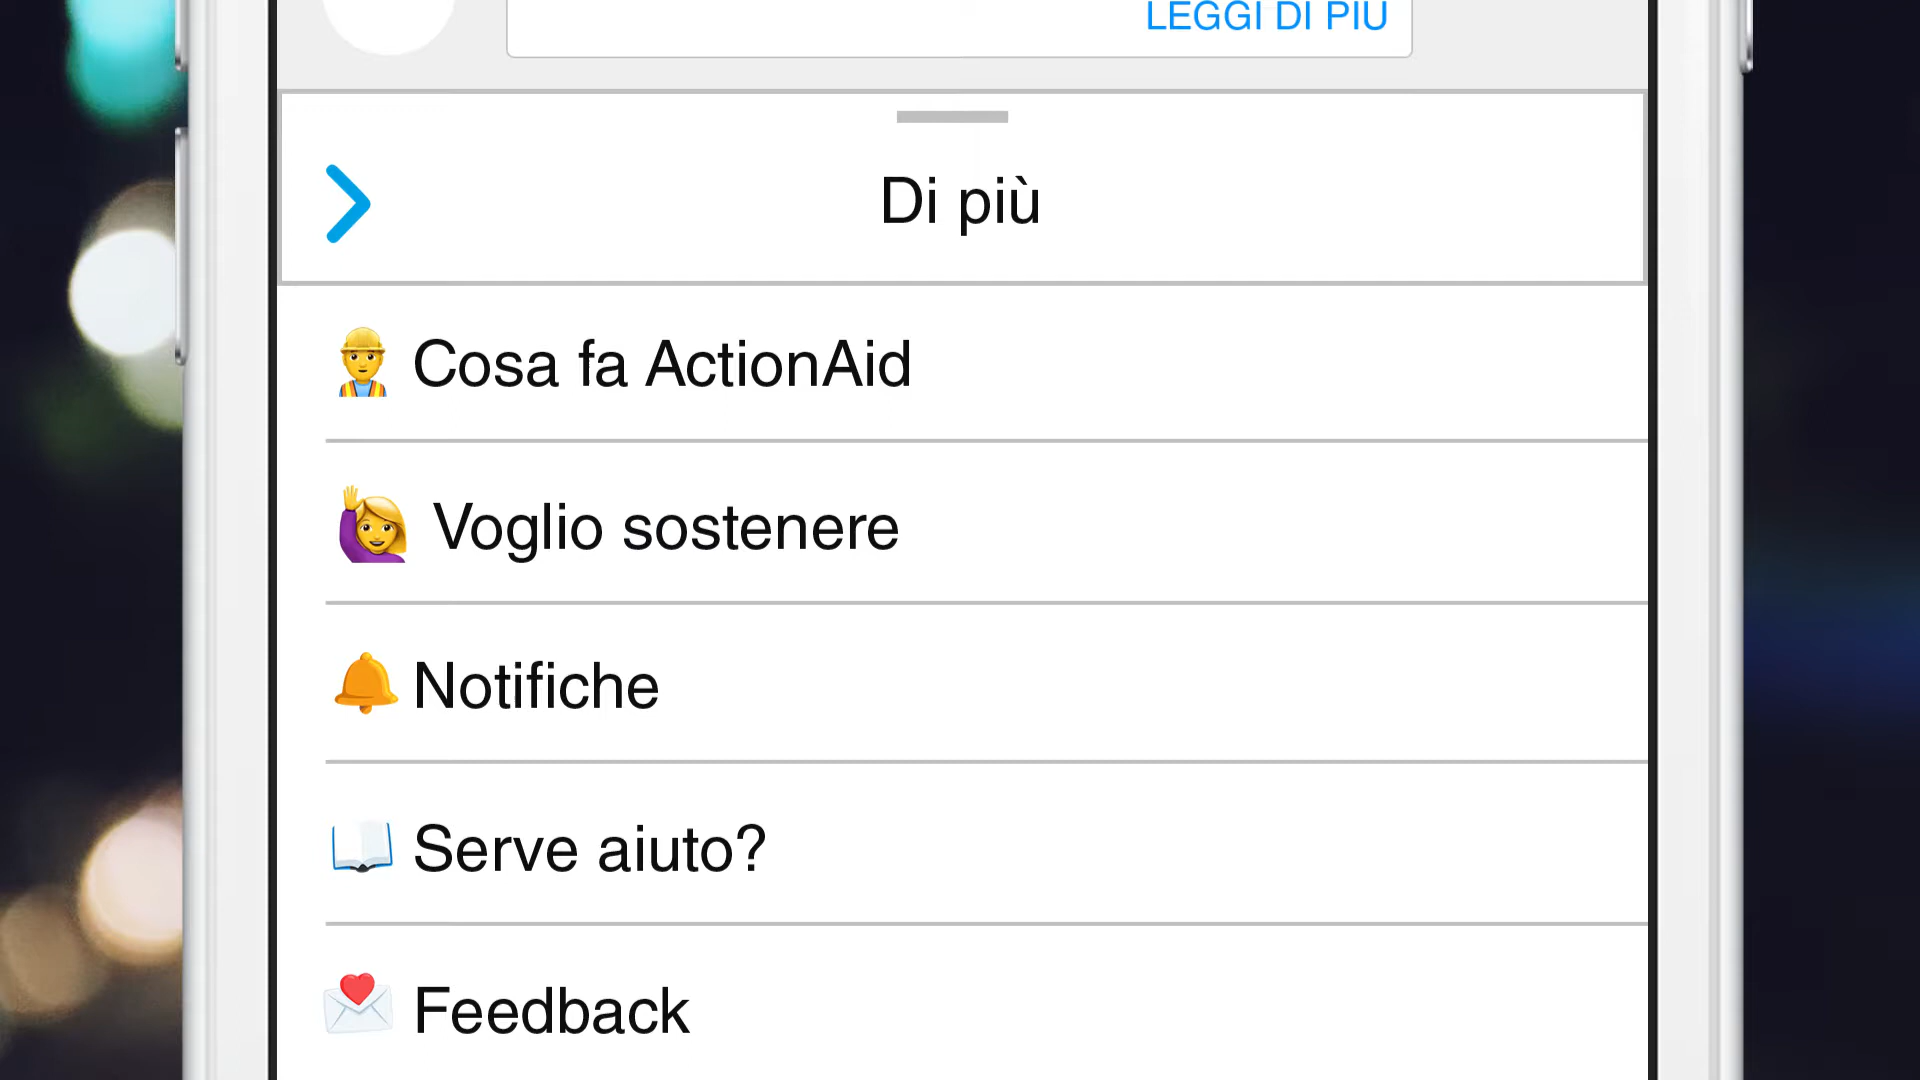 LEGGI DI PIÙ
Di più
Cosa fa ActionAid
Voglio sostenere
Notifiche
Serve aiuto?
Feedback